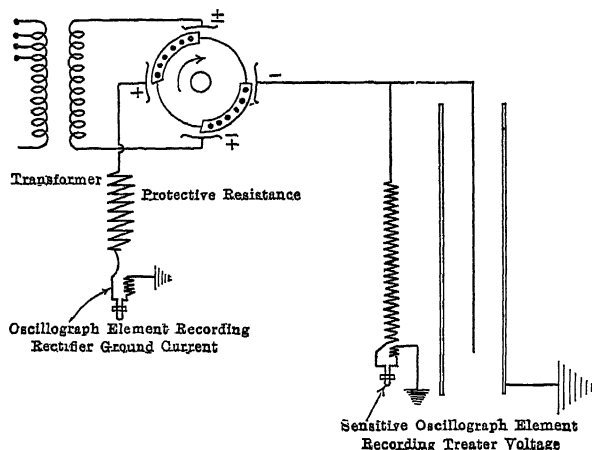 ±
+
-
∓
Transformer
Protective Resistance
Oscillograph Element Recording
Rectifier Ground Current
Sensitive Oscillograph Element
Recording Treater Voltage